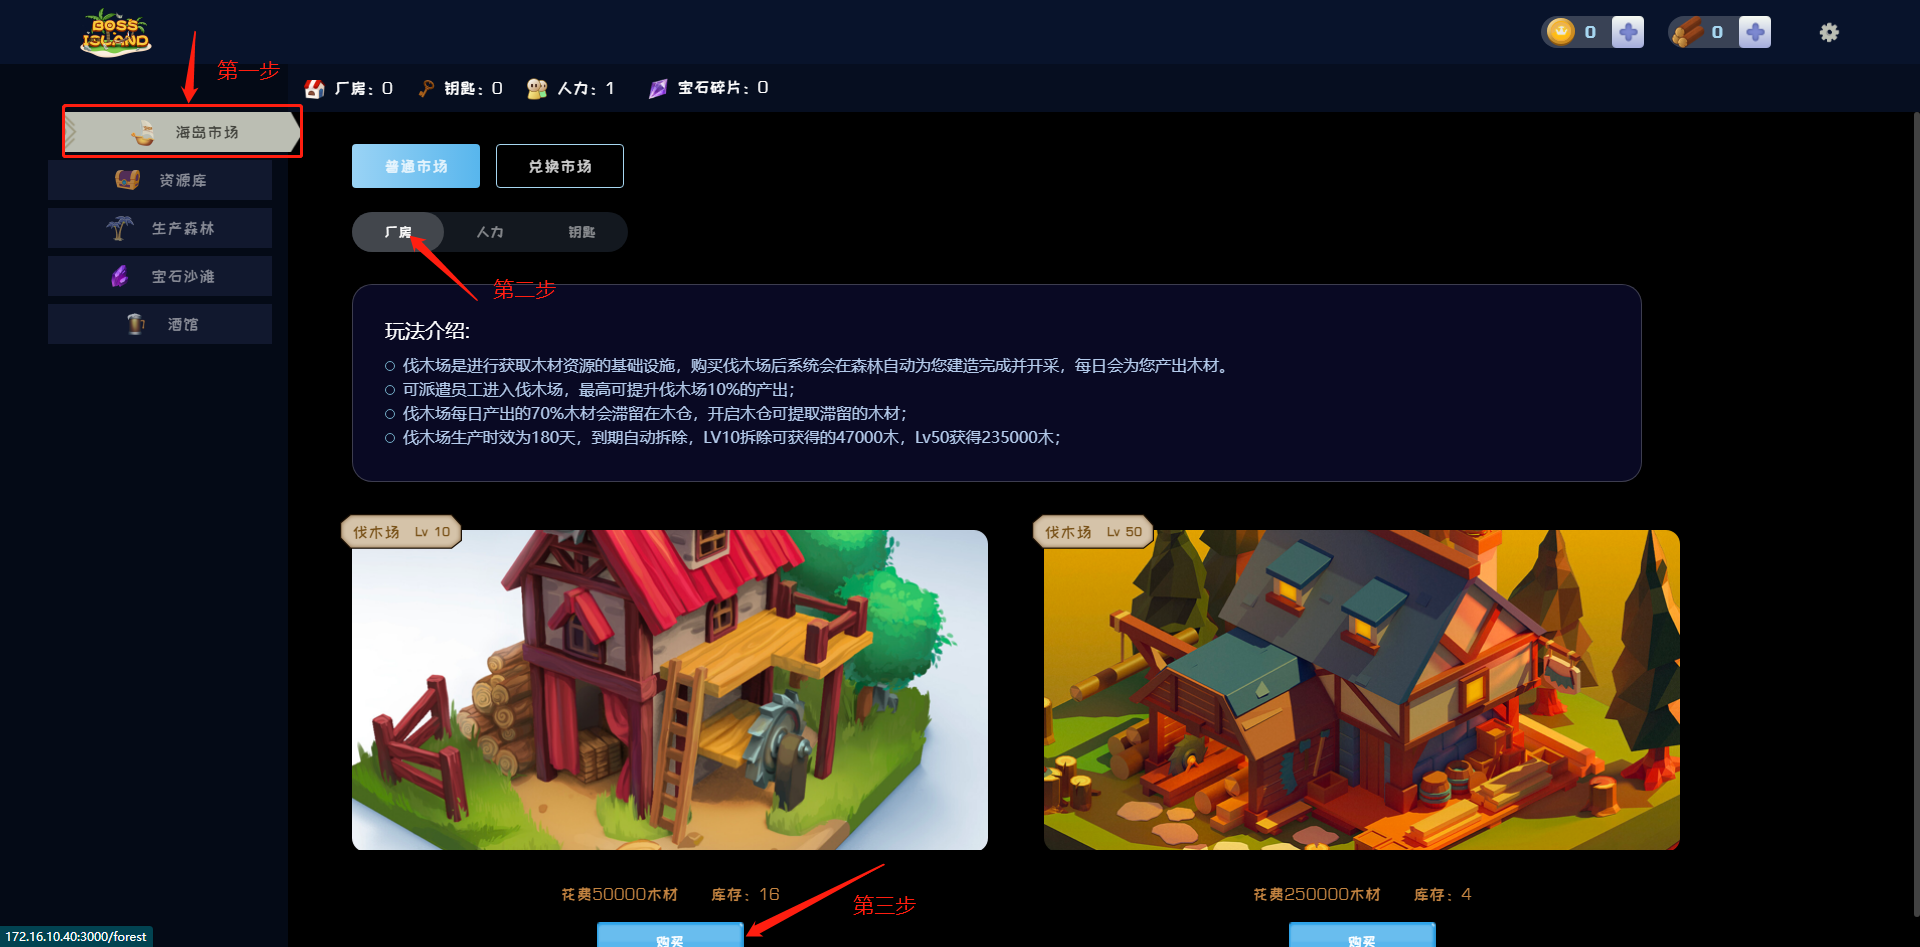 BOSS
ISLAND
0
0
第一步
厂房：0
钥匙：0
人力：1
宝石碎片：0
海岛市场
资源库
生产森林
宝石沙滩
酒馆
普通市场
兑换市场
厂房
人力
钥匙
第二步
玩法介绍:
伐木场是进行获取木材资源的基础设施，购买伐木场后系统会在森林自动为您建造完成并开采，每日会为您产出木材。
可派遣员工进入伐木场，最高可提升伐木场10%的产出；
伐木场每日产出的70%木材会滞留在木仓，开启木仓可提取滞留的木材；
伐木场生产时效为180天，到期自动拆除，LV10拆除可获得的47000木，Lv50获得235000木；
伐木场 Lv 10
伐木场 Lv 50
花费50000木材 库存：16
花费250000木材 库存：4
第三步
购买
购买
172.16.10.40:3000/forest